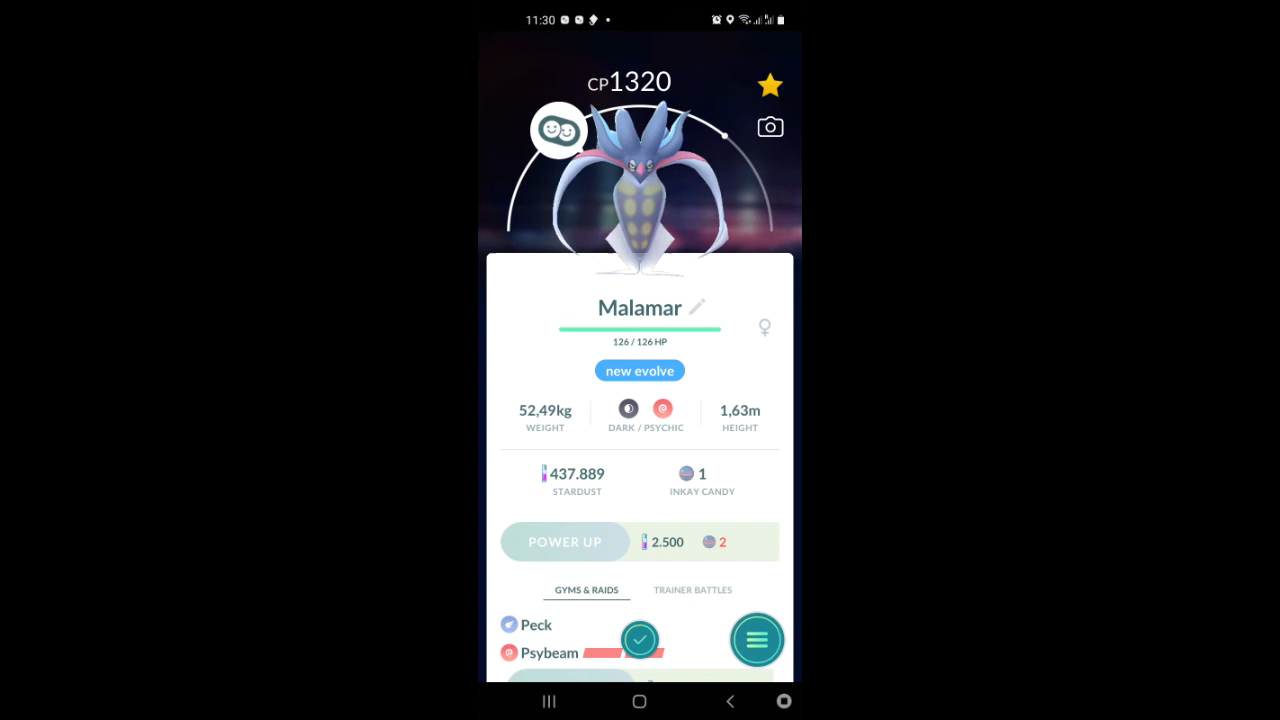 11:30
CP1320
Malamar
126 / 126 HP
new evolve
52,49kg
WEIGHT
DARK / PSYCHIC
1,63m
HEIGHT
437.889
STARDUST
1
INKAY CANDY
POWER UP 2.500 2
GYMS & RAIDS TRAINER BATTLES
Peck
Psybeam